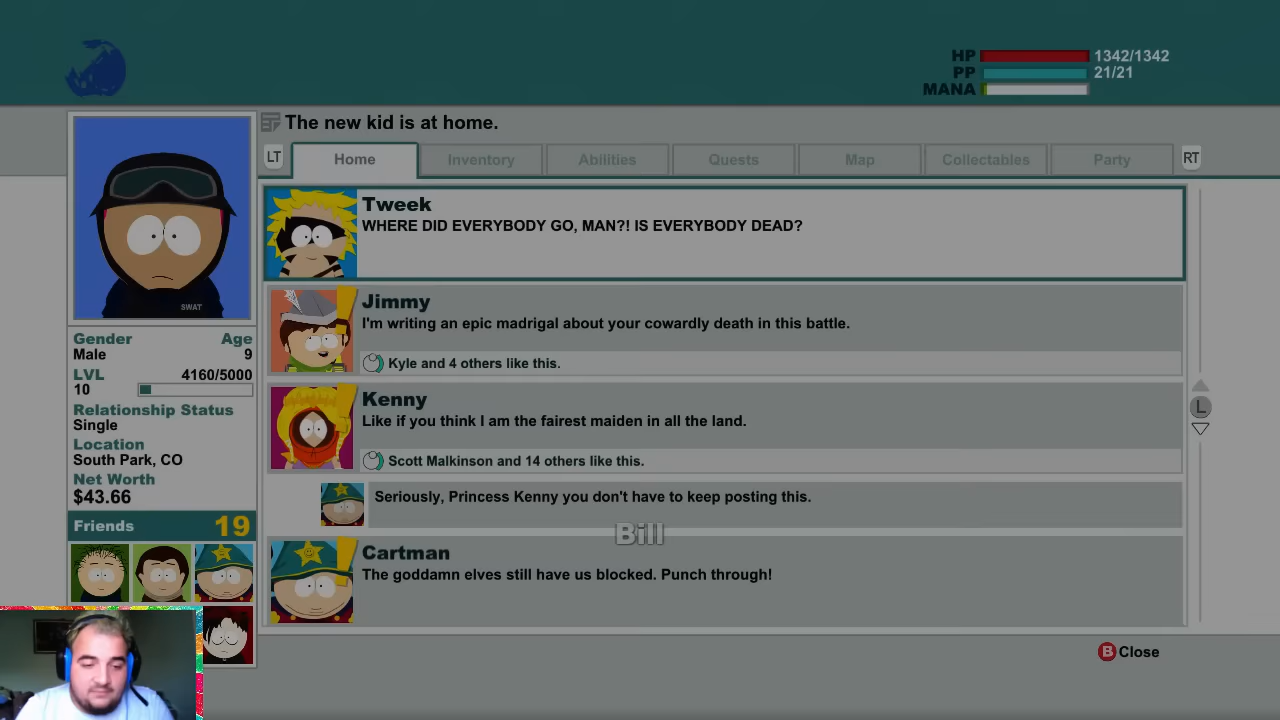 HP 1342/1342
PP 21/21
MANA
The new kid is at home.
LT Home Inventory Abilities Quests Map Collectables Party RT
SWAT
Gender Age
Male 9
LVL 4160/5000
10
Relationship Status
Single
Location
South Park, CO
Net Worth
$43.66
Friends 19
Tweek
WHERE DID EVERYBODY GO, MAN?! IS EVERYBODY DEAD?
Jimmy
I'm writing an epic madrigal about your cowardly death in this battle.
Kyle and 4 others like this.
Kenny
Like if you think I am the fairest maiden in all the land.
Scott Malkinson and 14 others like this.
Seriously, Princess Kenny you don't have to keep posting this.
Bill
Cartman
The goddamn elves still have us blocked. Punch through!
L
B Close